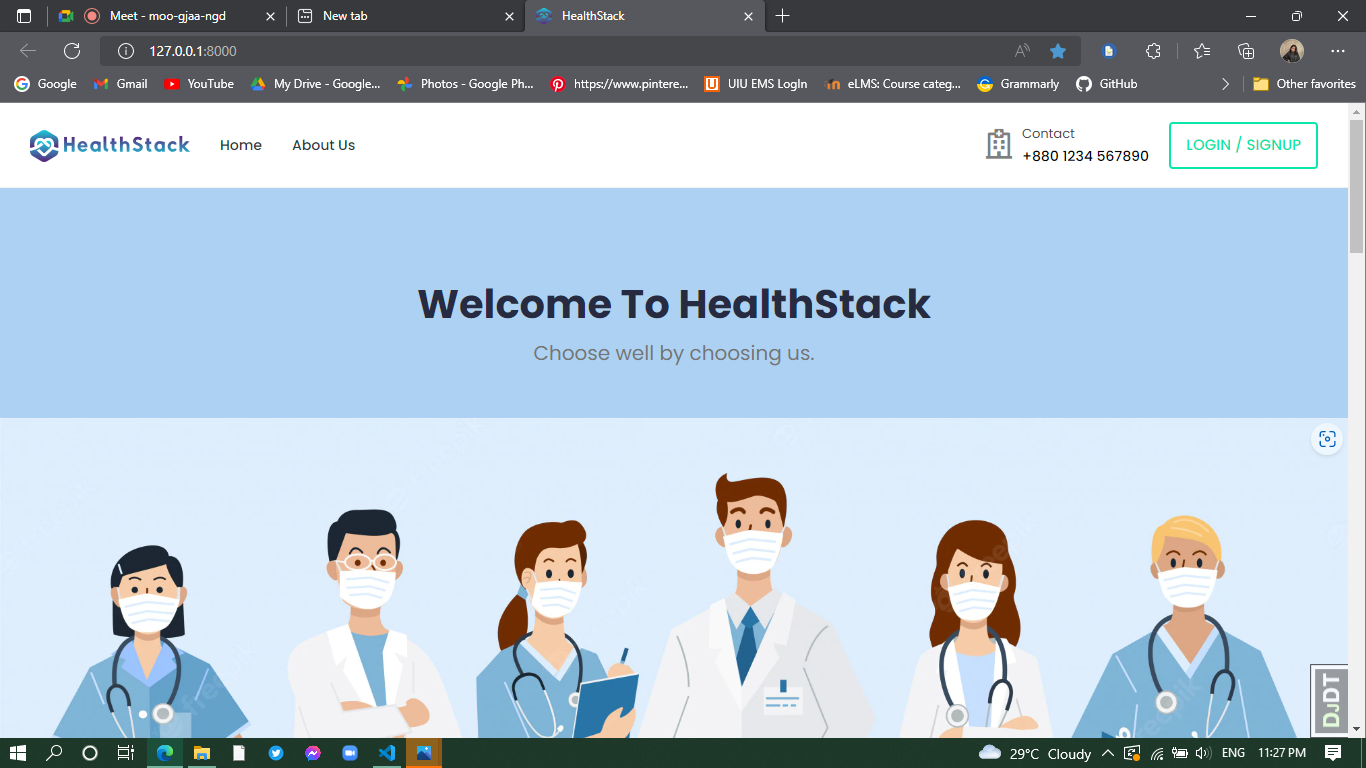 Meet - moo-gjaa-ngd
New tab
HealthStack
127.0.0.1:8000
Google
Gmail
YouTube
My Drive - Google...
Photos - Google Ph...
https://www.pintere...
UIU EMS LogIn
eLMS: Course categ...
Grammarly
GitHub
Other favorites
HealthStack
Home
About Us
Contact
+880 1234 567890
LOGIN / SIGNUP
Welcome To HealthStack
Choose well by choosing us.
DJDT
29°C Cloudy
ENG
11:27 PM